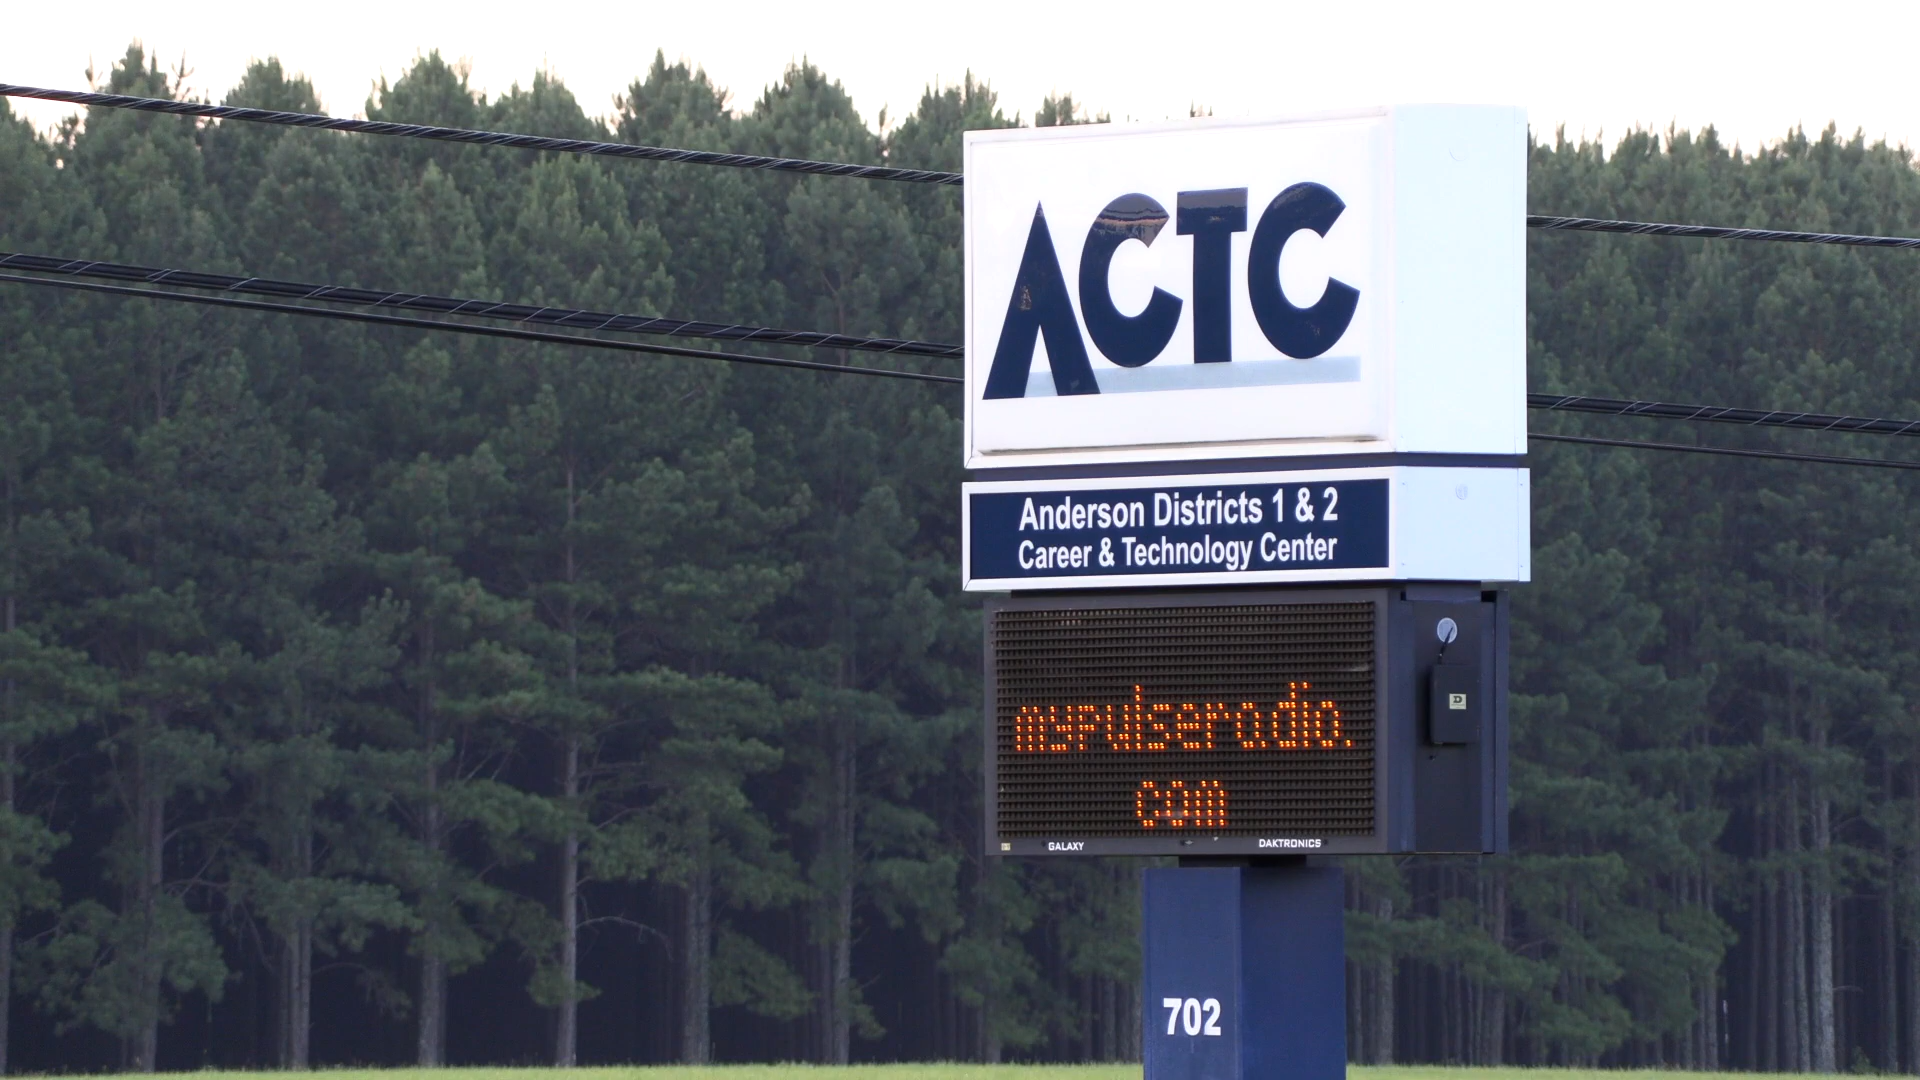 ACTC
Anderson Districts 1 & 2
Career & Technology Center
mypulseradio.
com
GALAXY
DAKTRONICS
702